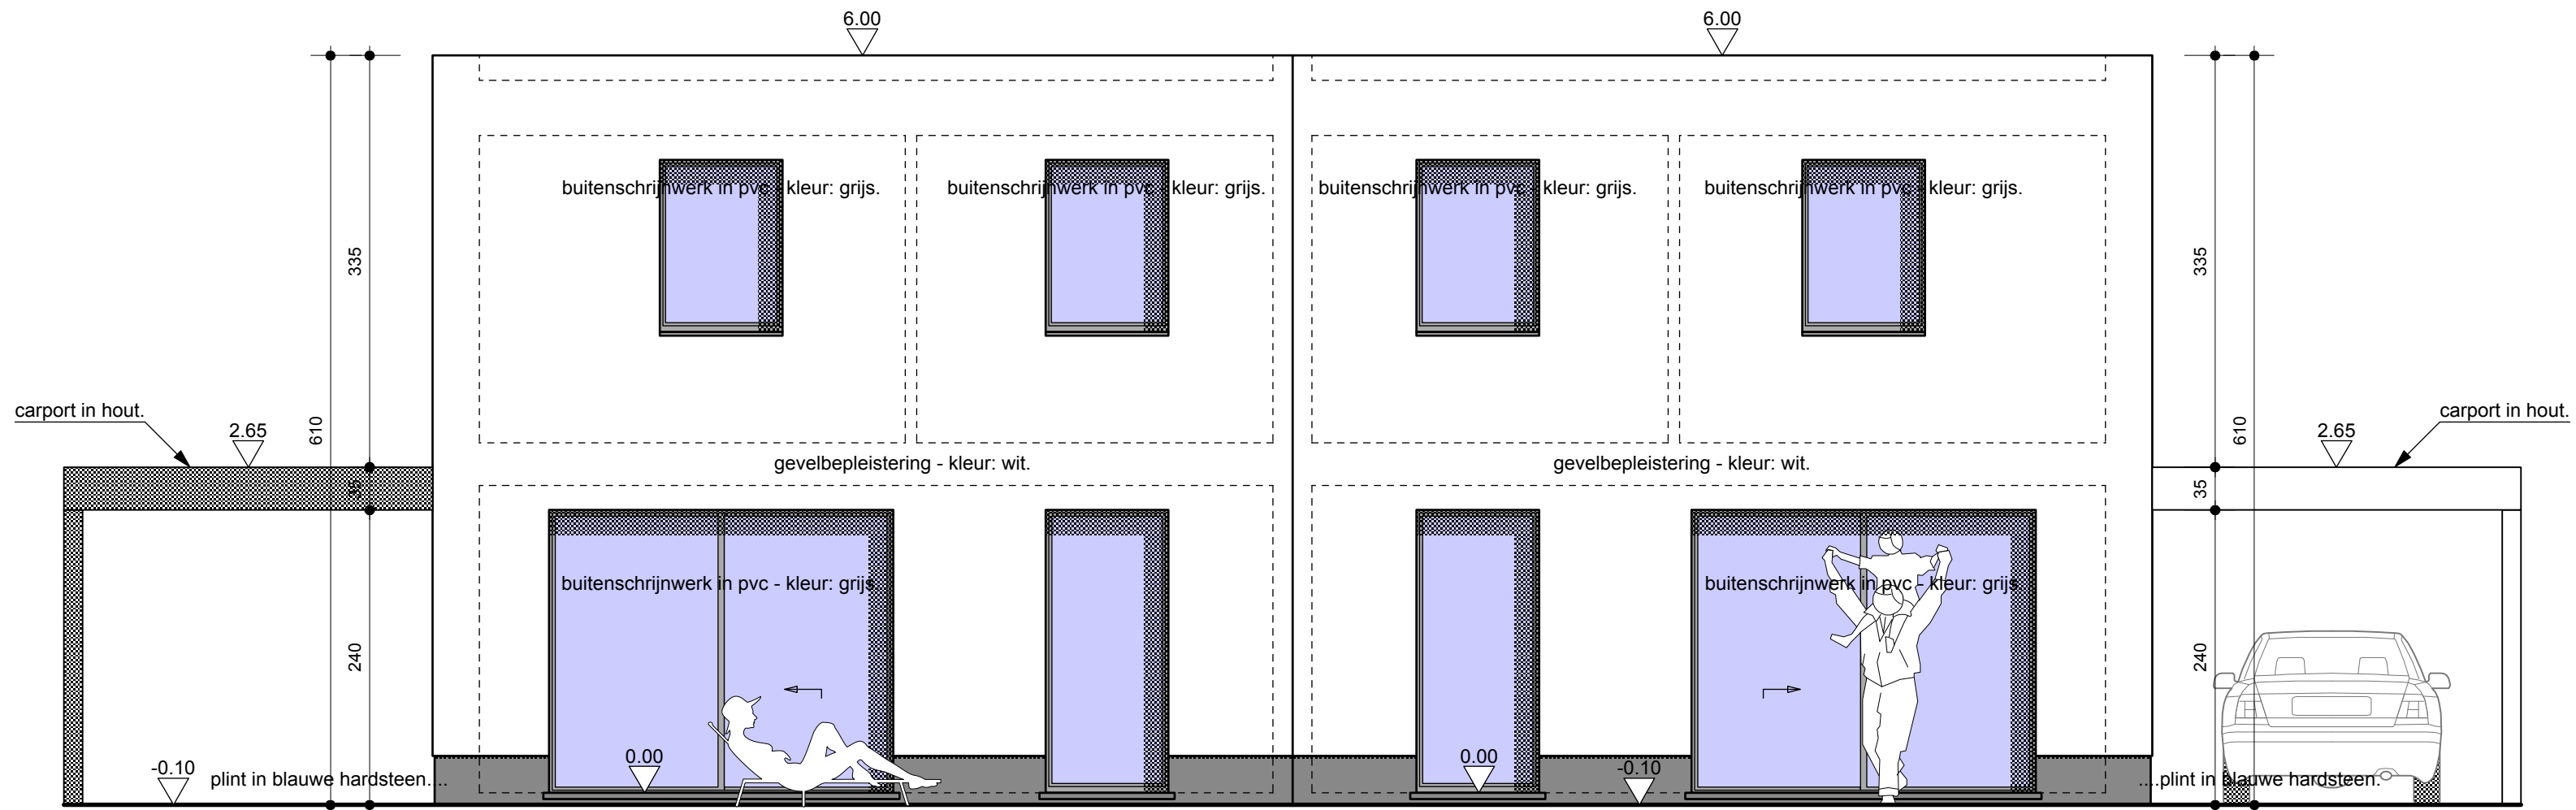 6.00
6.00
buitenschrijnwerk in pvc - kleur: grijs.
buitenschrijnwerk in pvc - kleur: grijs.
buitenschrijnwerk in pvc - kleur: grijs.
buitenschrijnwerk in pvc - kleur: grijs.
335
335
carport in hout.
carport in hout.
2.65
610
610
2.65
gevelbepleistering - kleur: wit.
gevelbepleistering - kleur: wit.
35
35
buitenschrijnwerk in pvc - kleur: grijs.
buitenschrijnwerk in pvc - kleur: grijs
240
240
0.00
0.00
-0.10
-0.10
plint in blauwe hardsteen....
....plint in blauwe hardsteen.